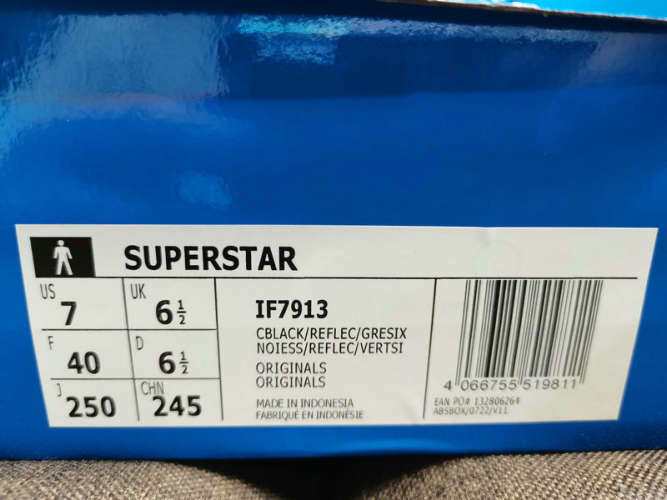 SUPERSTAR
US 7 UK 6 1/2
F 40 D 6 1/2
J 250 CHN 245
IF7913
CBLACK/REFLEC/GRESIX
NOIESS/REFLEC/VERTSI
ORIGINALS
ORIGINALS
MADE IN INDONESIA
FABRIQUÉ EN INDONÉSIE
4 066755 519811
EAN PO# 132806264
ABSBOX/0722/V11